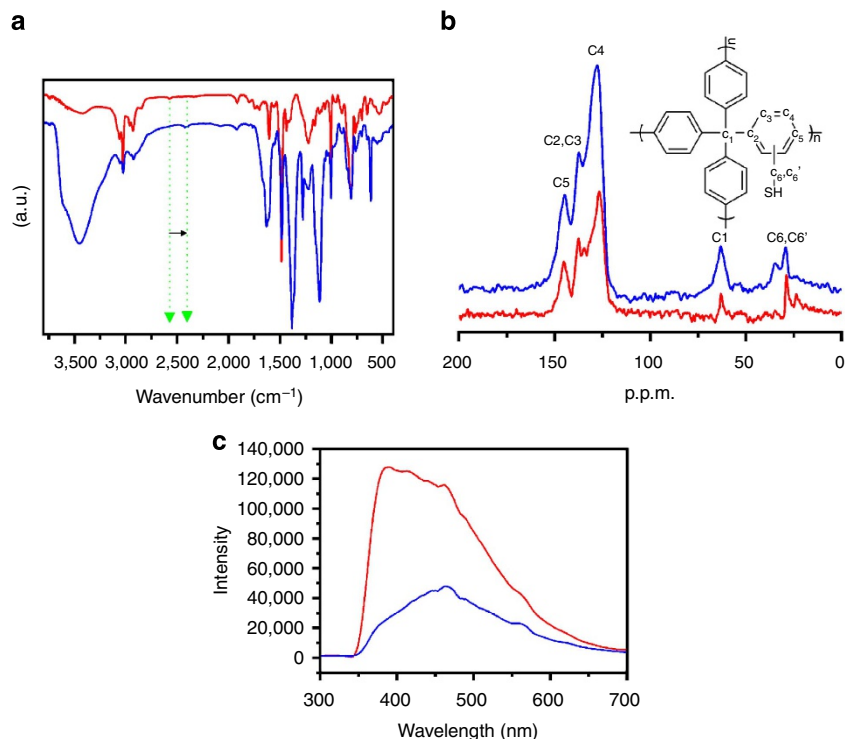 a
(a.u.)
3,500 3,000 2,500 2,000 1,500 1,000 500
Wavenumber (cm⁻¹)
b
C4
C2,C3
C5
C1
C6,C6'
n
C₃=C₄
C₁
C₂
C₅
n
C₆,C₆'
SH
200 150 100 50 0
p.p.m.
c
Intensity
140,000
120,000
100,000
80,000
60,000
40,000
20,000
0
300 400 500 600 700
Wavelength (nm)